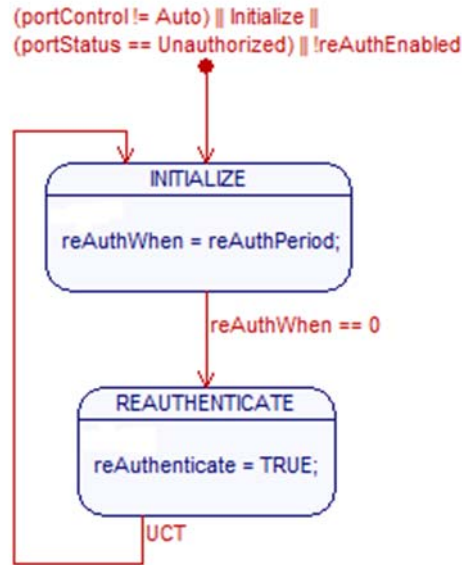 (portControl != Auto) || Initialize ||
(portStatus == Unauthorized) || !reAuthEnabled
INITIALIZE
reAuthWhen = reAuthPeriod;
reAuthWhen == 0
REAUTHENTICATE
reAuthenticate = TRUE;
UCT